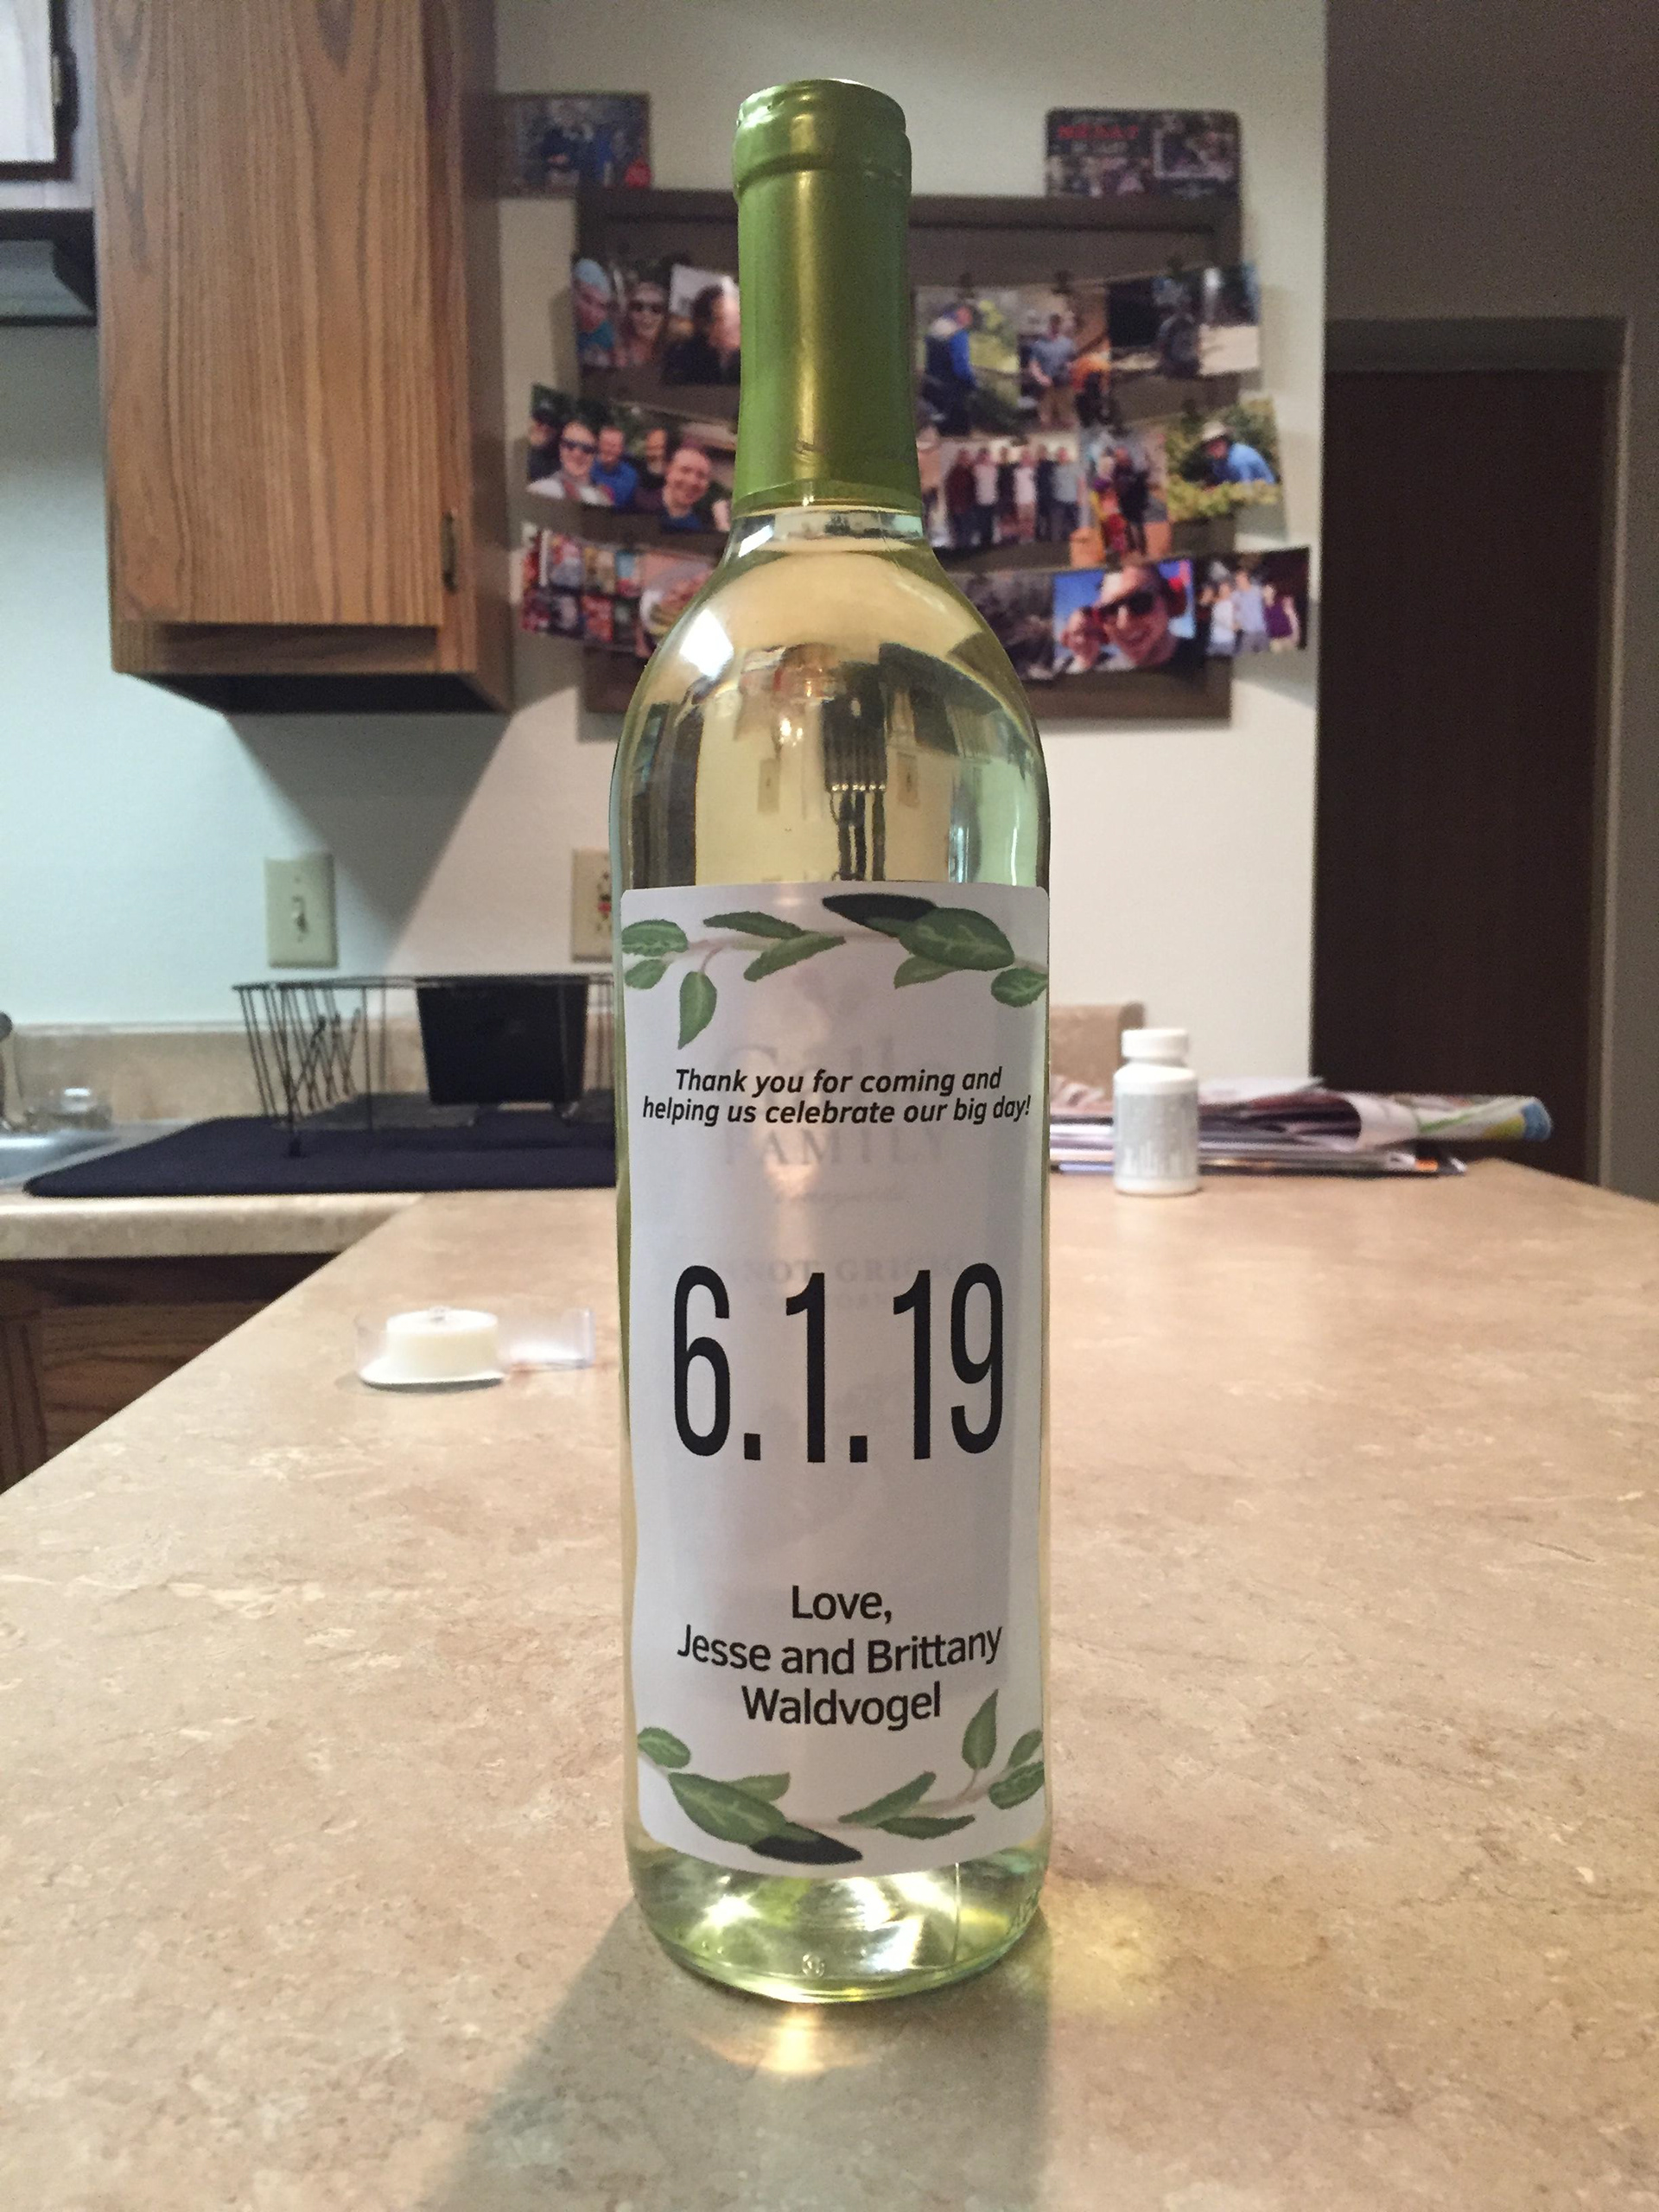 Thank you for coming and
helping us celebrate our big day!
FAMILY
6.1.19
Love,
Jesse and Brittany
Waldvogel